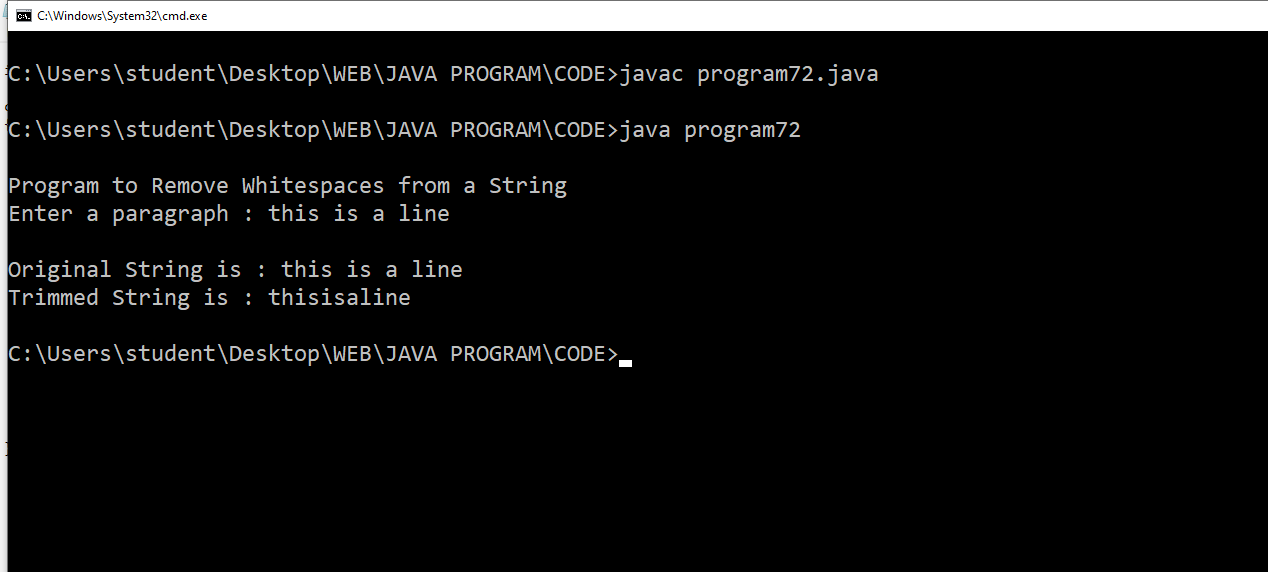 C:\Windows\System32\cmd.exe
C:\Users\student\Desktop\WEB\JAVA PROGRAM\CODE>javac program72.java
C:\Users\student\Desktop\WEB\JAVA PROGRAM\CODE>java program72
Program to Remove Whitespaces from a String
Enter a paragraph : this is a line
Original String is : this is a line
Trimmed String is : thisisaline
C:\Users\student\Desktop\WEB\JAVA PROGRAM\CODE>